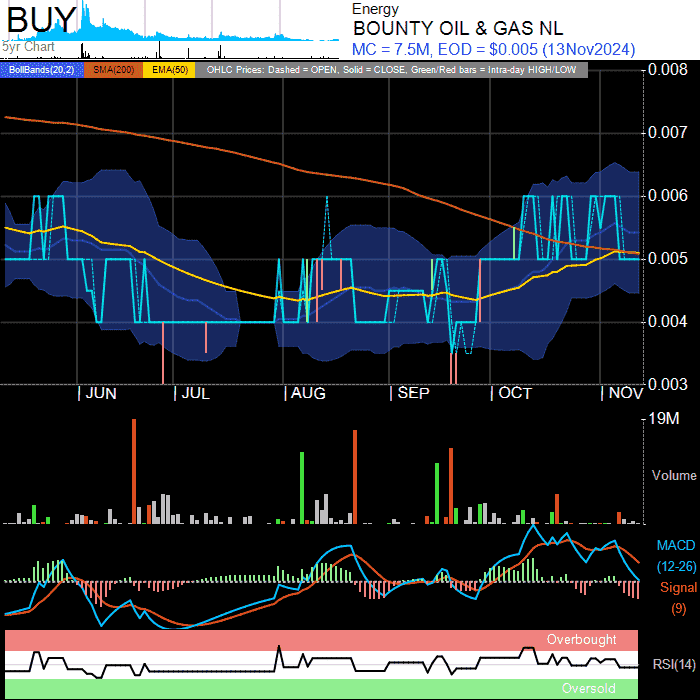 BUY
5yr Chart
Energy
BOUNTY OIL & GAS NL
MC = 7.5M, EOD = $0.005 (13Nov2024)
BollBands(20,2) SMA(200) EMA(50) OHLC Prices: Dashed = OPEN, Solid = CLOSE, Green/Red bars = Intra-day HIGH/LOW
0.008
0.007
0.006
0.005
0.004
0.003
JUN JUL AUG SEP OCT NOV
19M
Volume
MACD
(12-26)
Signal
(9)
Overbought
RSI(14)
Oversold